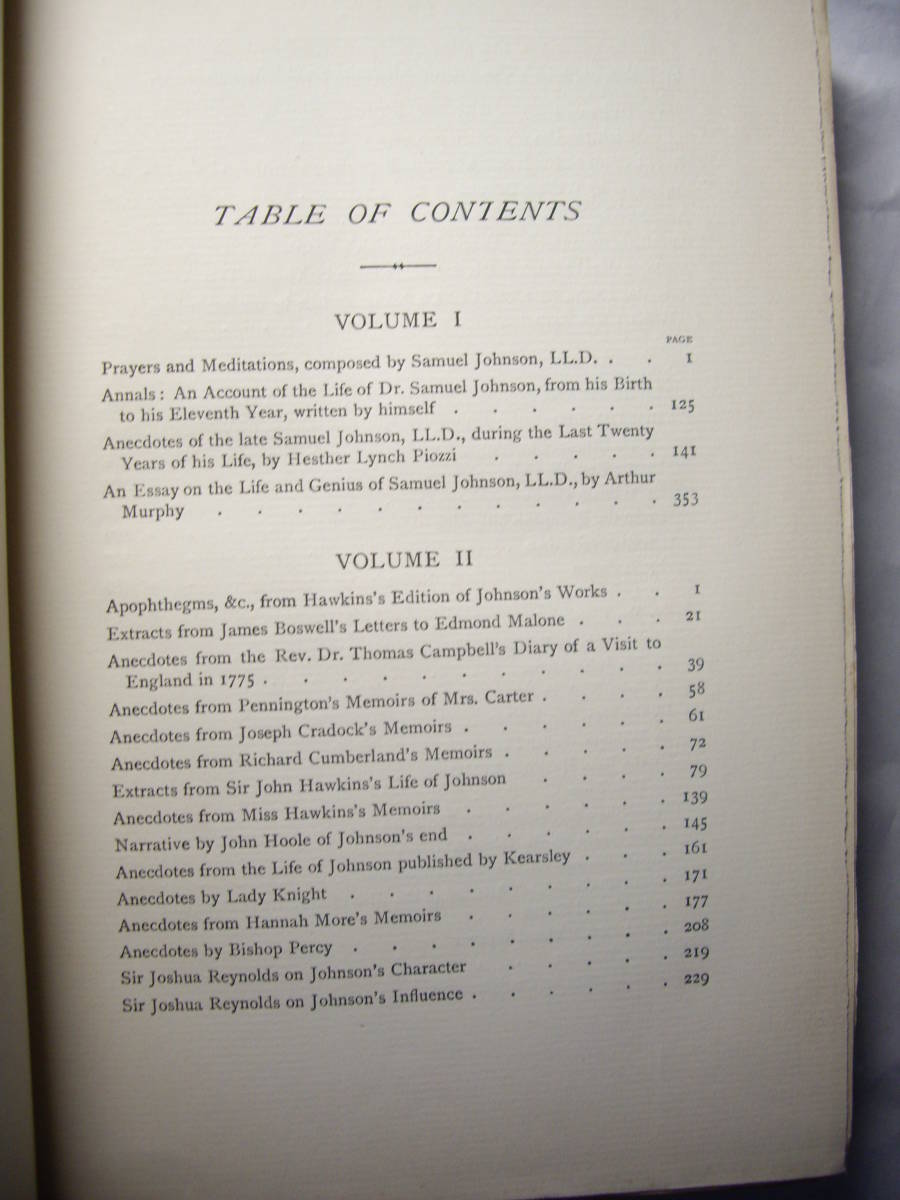 TABLE OF CONTENTS
VOLUME I
PAGE
Prayers and Meditations, composed by Samuel Johnson, LL.D. . . 1
Annals: An Account of the Life of Dr. Samuel Johnson, from his Birth
to his Eleventh Year, written by himself . . . . . . 125
Anecdotes of the late Samuel Johnson, LL.D., during the Last Twenty
Years of his Life, by Hesther Lynch Piozzi . . . . . 141
An Essay on the Life and Genius of Samuel Johnson, LL.D., by Arthur
Murphy . . . . . . . . . . . . 353
VOLUME II
Apophthegms, &c., from Hawkins's Edition of Johnson's Works . . 1
Extracts from James Boswell's Letters to Edmond Malone . . . 21
Anecdotes from the Rev. Dr. Thomas Campbell's Diary of a Visit to
England in 1775 . . . . . . . . . . . 39
Anecdotes from Pennington's Memoirs of Mrs. Carter . . . . 58
Anecdotes from Joseph Cradock's Memoirs . . . . . . 61
Anecdotes from Richard Cumberland's Memoirs . . . . . 72
Extracts from Sir John Hawkins's Life of Johnson . . . . 79
Anecdotes from Miss Hawkins's Memoirs . . . . . . 139
Narrative by John Hoole of Johnson's end . . . . . . 145
Anecdotes from the Life of Johnson published by Kearsley . . . 161
Anecdotes by Lady Knight . . . . . . . . . 171
Anecdotes from Hannah More's Memoirs . . . . . . 177
Anecdotes by Bishop Percy . . . . . . . . . 208
Sir Joshua Reynolds on Johnson's Character . . . . . 219
Sir Joshua Reynolds on Johnson's Influence . . . . . . 229